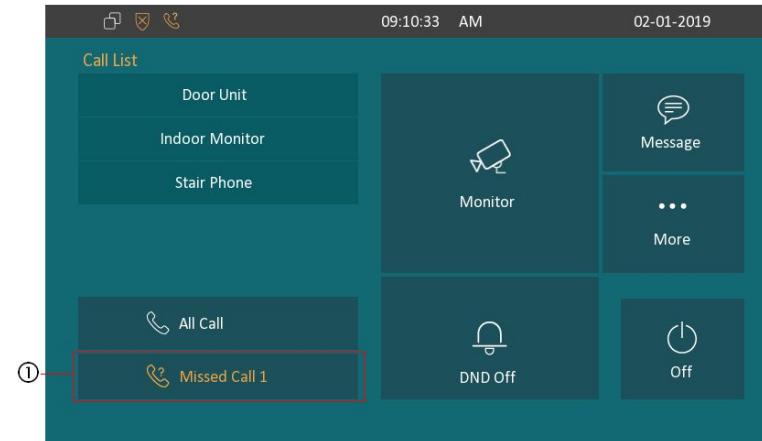 09:10:33 AM 02-01-2019
Call List
Door Unit
Indoor Monitor
Stair Phone
Monitor
Message
More
All Call
① Missed Call 1
DND Off
Off